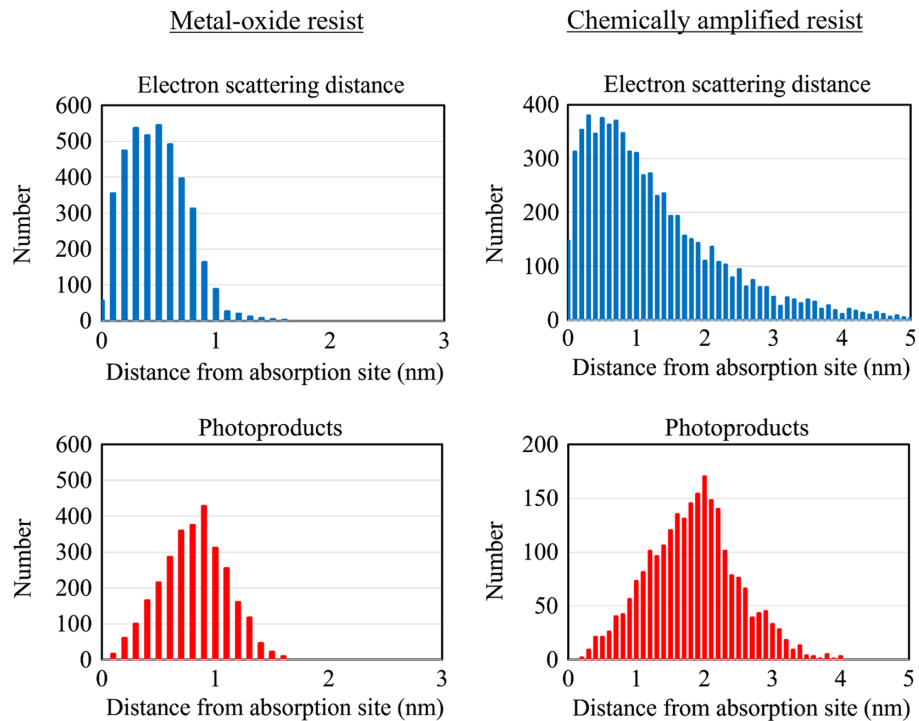 Metal-oxide resist
Chemically amplified resist
Electron scattering distance
600
500
400
300
200
100
0
Number
0 1 2 3
Distance from absorption site (nm)
Electron scattering distance
400
300
200
100
0
Number
0 1 2 3 4 5
Distance from absorption site (nm)
Photoproducts
600
500
400
300
200
100
0
Number
0 1 2 3
Distance from absorption site (nm)
Photoproducts
200
150
100
50
0
Number
0 1 2 3 4 5
Distance from absorption site (nm)